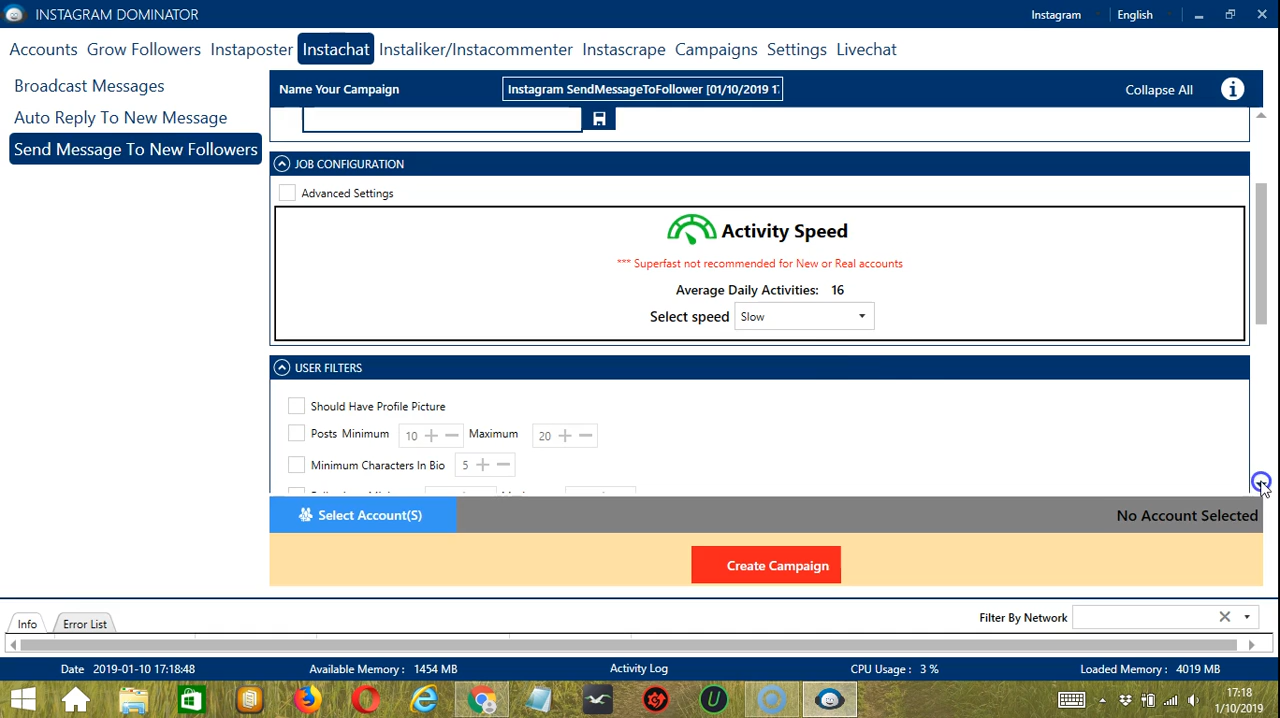 INSTAGRAM DOMINATOR
Instagram English
Accounts Grow Followers Instaposter Instachat Instaliker/Instacommenter Instascrape Campaigns Settings Livechat
Broadcast Messages
Auto Reply To New Message
Send Message To New Followers
Name Your Campaign Instagram SendMessageToFollower [01/10/2019 Collapse All
JOB CONFIGURATION
Advanced Settings
Activity Speed
*** Superfast not recommended for New or Real accounts
Average Daily Activities: 16
Select speed Slow
USER FILTERS
Should Have Profile Picture
Posts Minimum 10 + − Maximum 20 + −
Minimum Characters In Bio 5 + −
Select Account(S) No Account Selected
Create Campaign
Info Error List Filter By Network
Date 2019-01-10 17:18:48 Available Memory : 1454 MB Activity Log CPU Usage : 3 % Loaded Memory : 4019 MB
17:18
1/10/2019